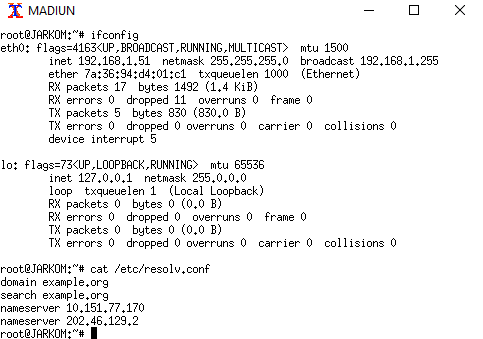 MADIUN
root@JARKOM:~# ifconfig
eth0: flags=4163<UP,BROADCAST,RUNNING,MULTICAST>  mtu 1500
        inet 192.168.1.51  netmask 255.255.255.0  broadcast 192.168.1.255
        ether 7a:36:94:d4:01:c1  txqueuelen 1000  (Ethernet)
        RX packets 17  bytes 1492 (1.4 KiB)
        RX errors 0  dropped 11  overruns 0  frame 0
        TX packets 5  bytes 830 (830.0 B)
        TX errors 0  dropped 0 overruns 0  carrier 0  collisions 0
        device interrupt 5

lo: flags=73<UP,LOOPBACK,RUNNING>  mtu 65536
        inet 127.0.0.1  netmask 255.0.0.0
        loop  txqueuelen 1  (Local Loopback)
        RX packets 0  bytes 0 (0.0 B)
        RX errors 0  dropped 0  overruns 0  frame 0
        TX packets 0  bytes 0 (0.0 B)
        TX errors 0  dropped 0 overruns 0  carrier 0  collisions 0

root@JARKOM:~# cat /etc/resolv.conf
domain example.org
search example.org
nameserver 10.151.77.170
nameserver 202.46.129.2
root@JARKOM:~#